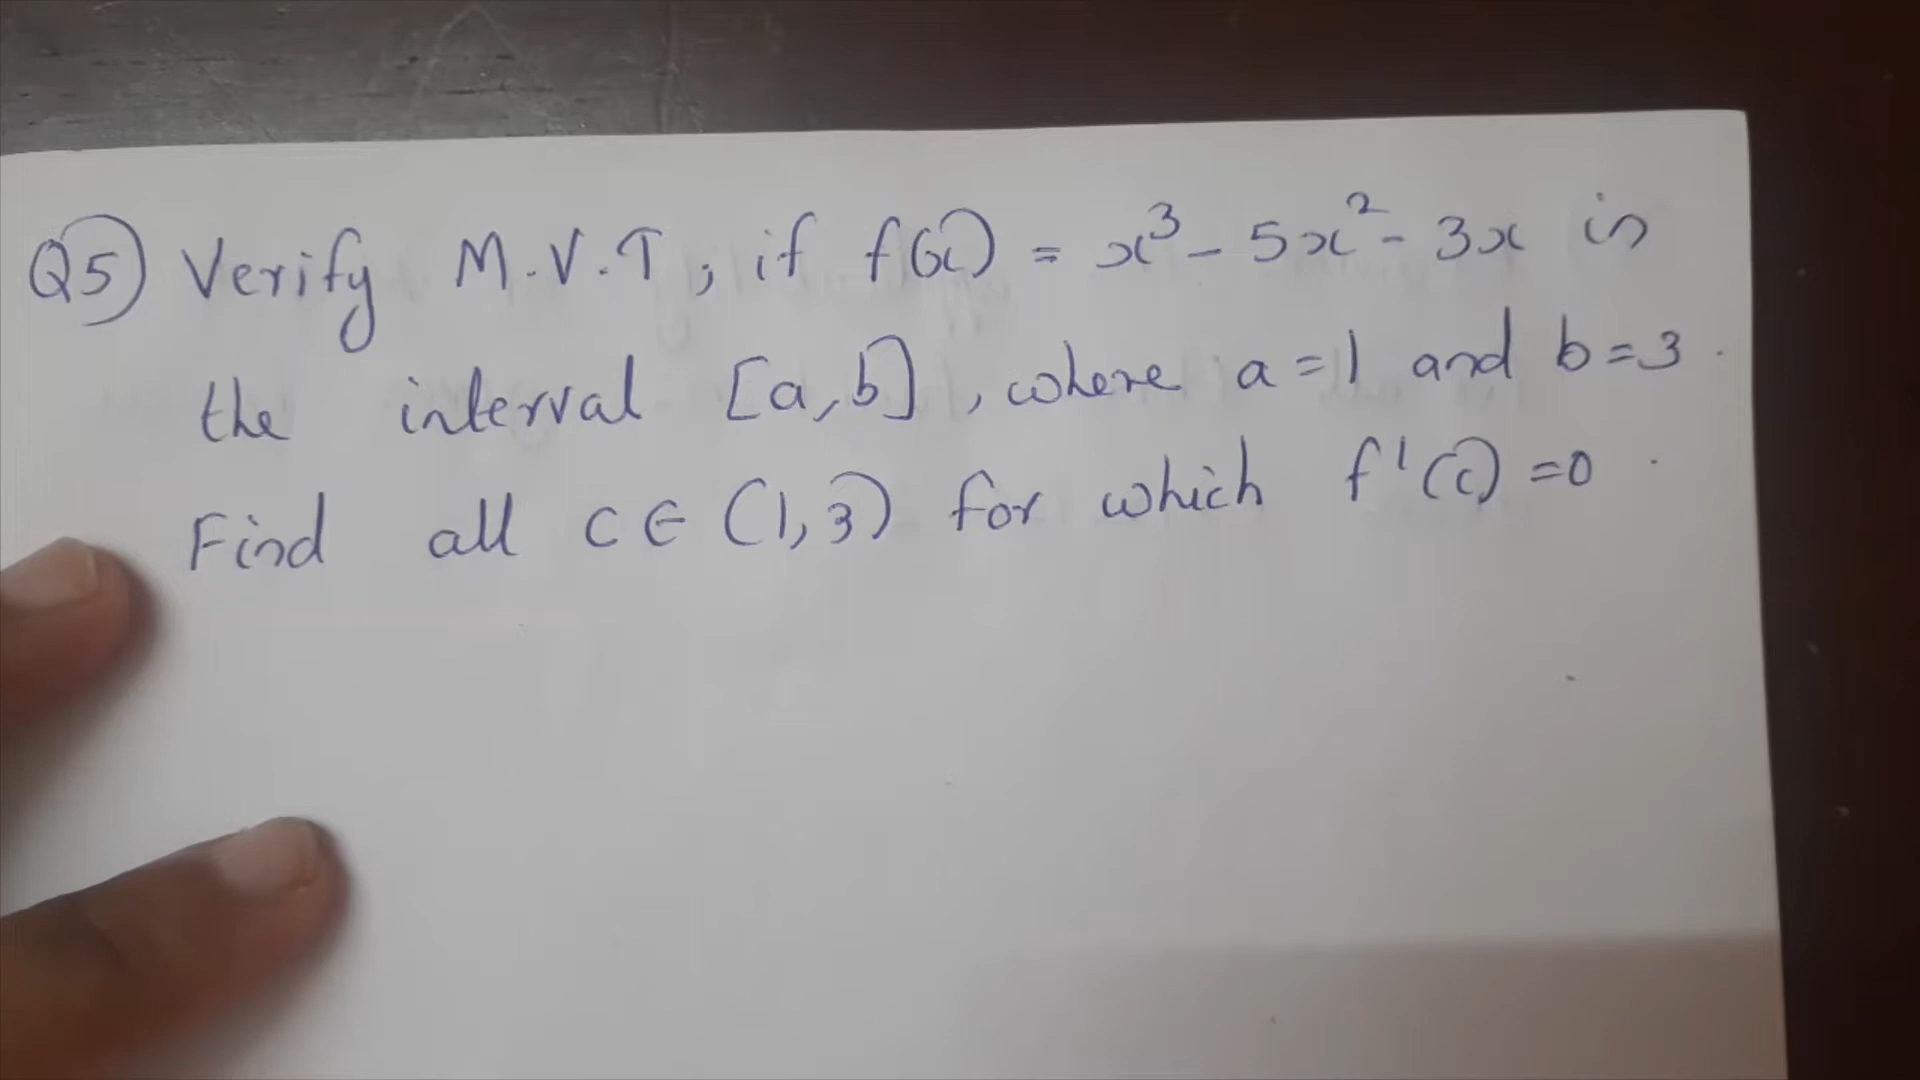 Q5) Verify M.V.T, if f(x) = x³ - 5x² - 3x in
the interval [a,b], where a=1 and b=3.
Find all c∈(1,3) for which f'(c)=0.